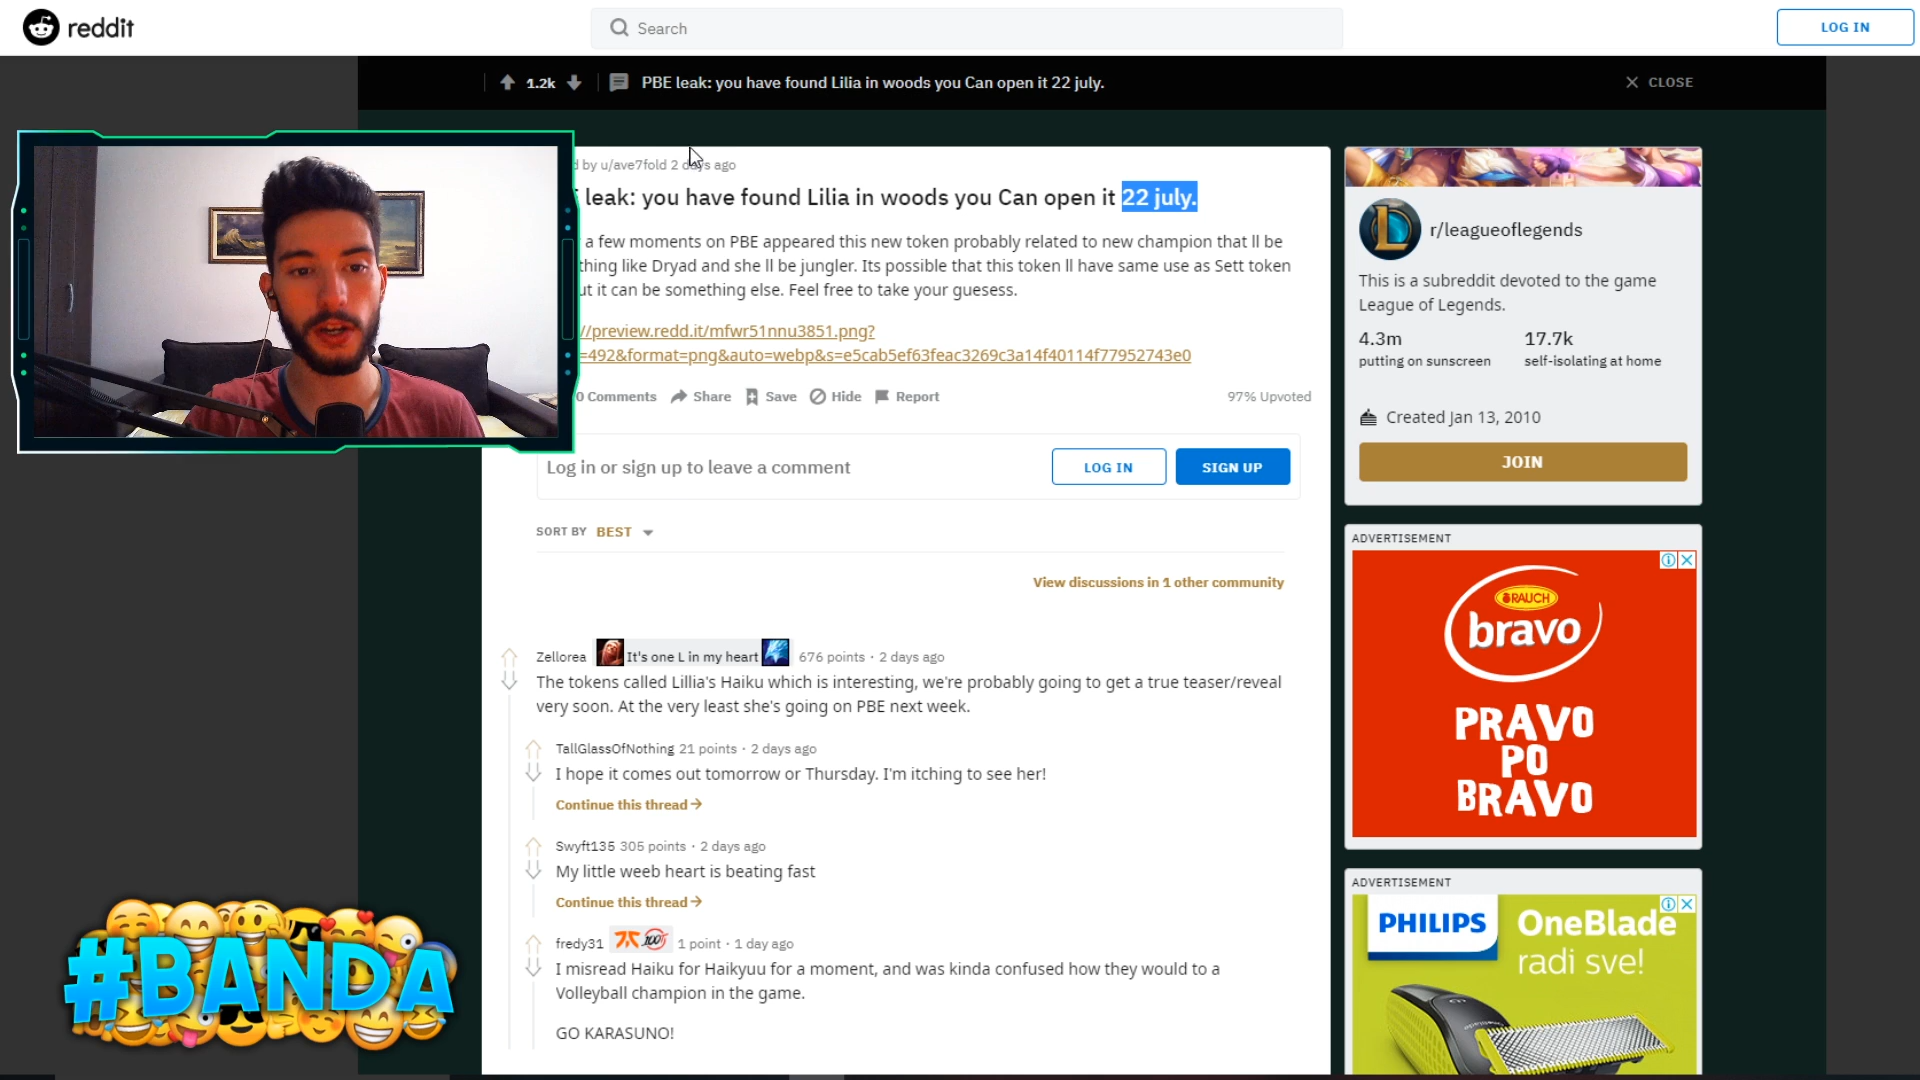 reddit
Search
LOG IN
1.2k
PBE leak: you have found Lilia in woods you Can open it 22 july.
CLOSE
d by u/ave7fold 2 days ago
leak: you have found Lilia in woods you Can open it 22 july.
a few moments on PBE appeared this new token probably related to new champion that ll be
thing like Dryad and she ll be jungler. Its possible that this token ll have same use as Sett token
ut it can be something else. Feel free to take your guesess.
//preview.redd.it/mfwr51nnu3851.png?
=492&format=png&auto=webp&s=e5cab5ef63feac3269c3a14f40114f77952743e0
0 Comments Share Save Hide Report
97% Upvoted
Log in or sign up to leave a comment
LOG IN
SIGN UP
SORT BY BEST
View discussions in 1 other community
Zellorea It's one L in my heart 676 points · 2 days ago
The tokens called Lillia's Haiku which is interesting, we're probably going to get a true teaser/reveal
very soon. At the very least she's going on PBE next week.
TallGlassOfNothing 21 points · 2 days ago
I hope it comes out tomorrow or Thursday. I'm itching to see her!
Continue this thread
Swyft135 305 points · 2 days ago
My little weeb heart is beating fast
Continue this thread
fredy31 100T 1 point · 1 day ago
I misread Haiku for Haikyuu for a moment, and was kinda confused how they would to a
Volleyball champion in the game.
GO KARASUNO!
r/leagueoflegends
This is a subreddit devoted to the game
League of Legends.
4.3m 17.7k
putting on sunscreen self-isolating at home
Created Jan 13, 2010
JOIN
ADVERTISEMENT
RAUCH
bravo
PRAVO
PO
BRAVO
ADVERTISEMENT
PHILIPS
OneBlade
radi sve!
#BANDA